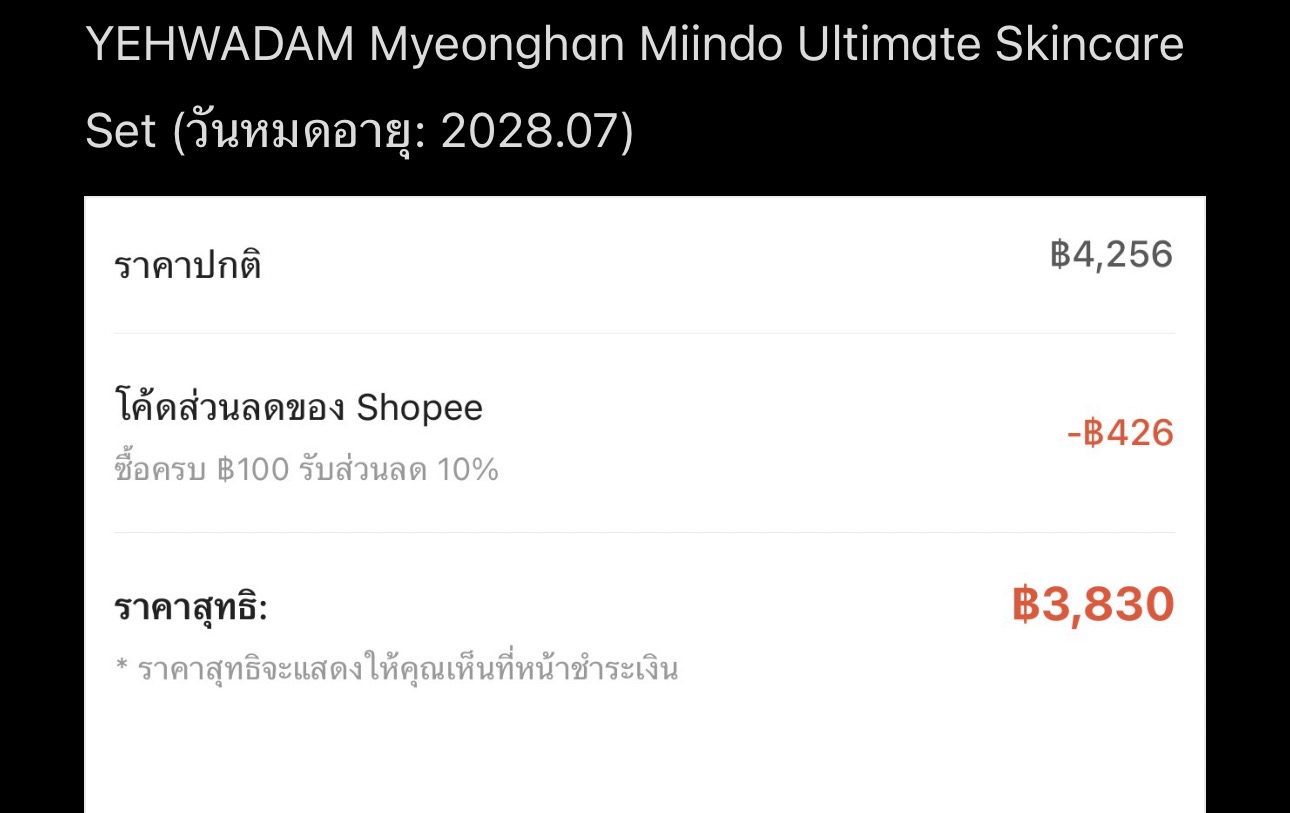 YEHWADAM Myeonghan Miindo Ultimate Skincare
Set (วันหมดอายุ: 2028.07)
ราคาปกติ ฿4,256
โค้ดส่วนลดของ Shopee
-฿426
ซื้อครบ ฿100 รับส่วนลด 10%
ราคาสุทธิ: ฿3,830
* ราคาสุทธิจะแสดงให้คุณเห็นที่หน้าชำระเงิน